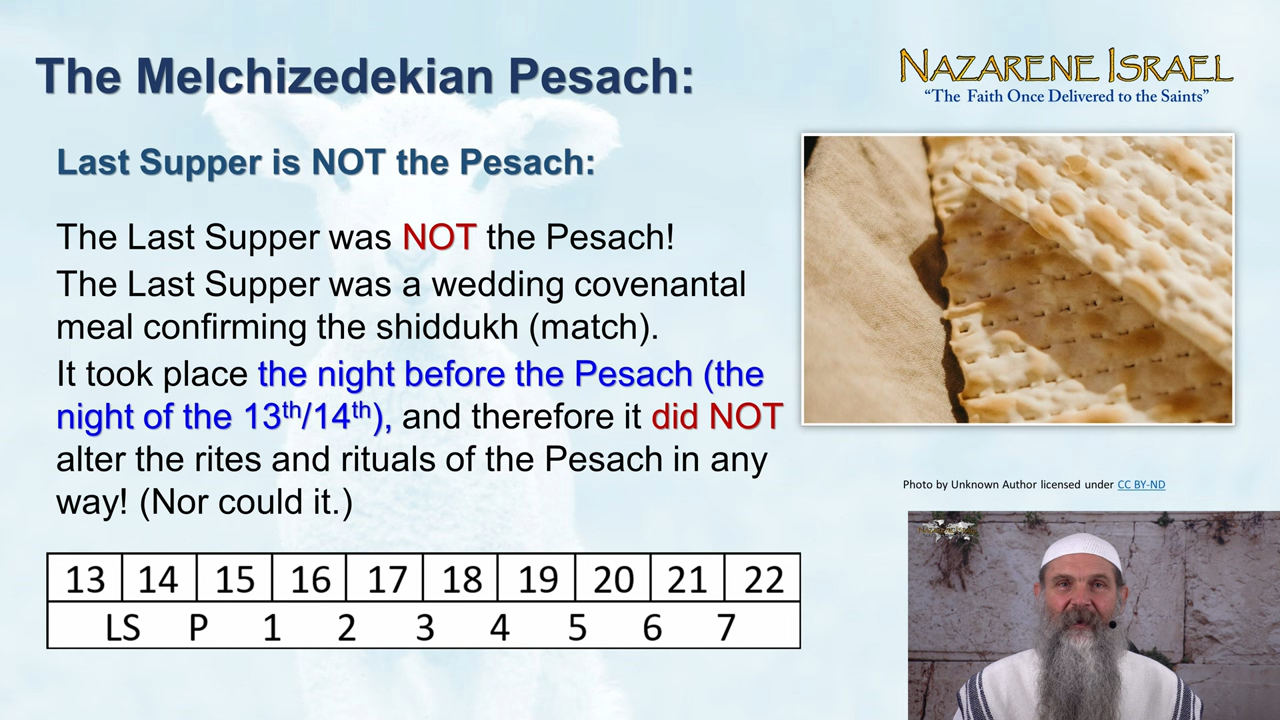 The Melchizedekian Pesach:
NAZARENE ISRAEL
“The Faith Once Delivered to the Saints”
Last Supper is NOT the Pesach:
The Last Supper was NOT the Pesach!
The Last Supper was a wedding covenantal
meal confirming the shiddukh (match).
It took place the night before the Pesach (the
night of the 13th/14th), and therefore it did NOT
alter the rites and rituals of the Pesach in any
way! (Nor could it.)
Photo by Unknown Author licensed under CC BY-ND
13 14 15 16 17 18 19 20 21 22
LS P 1 2 3 4 5 6 7